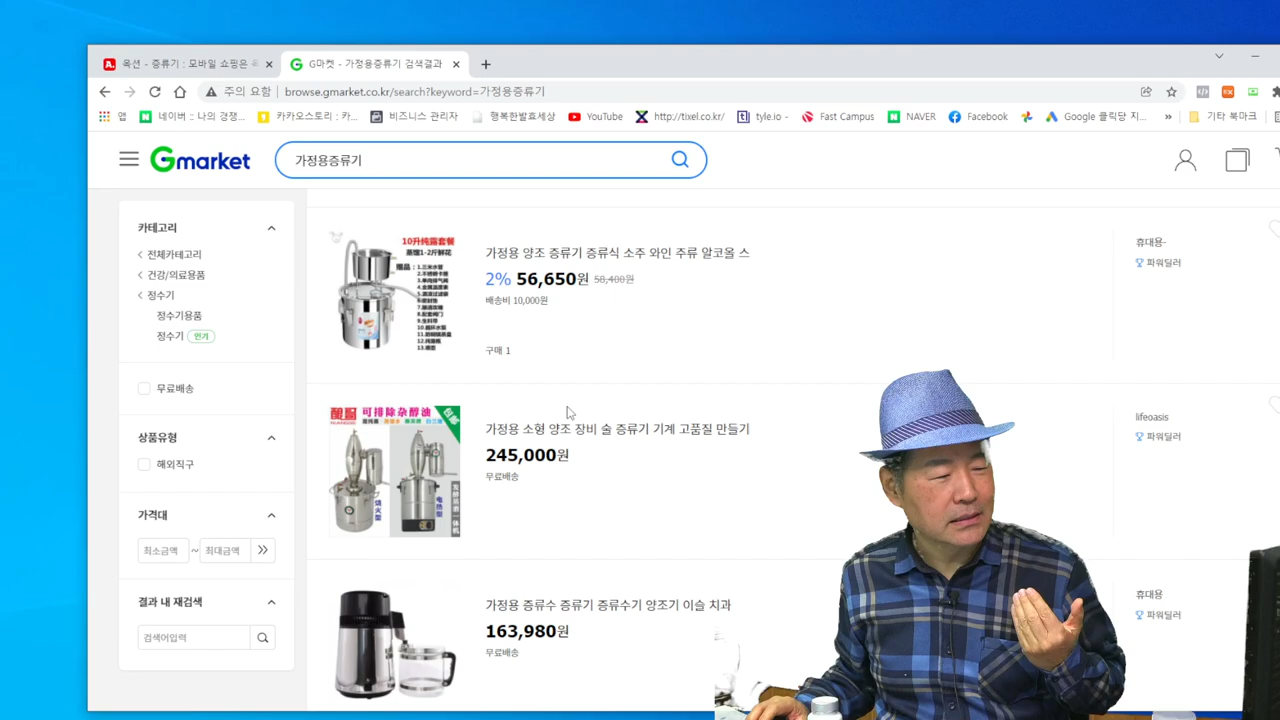 옥션 - 증류기 : 모바일 쇼핑은
G마켓 - 가정용증류기 검색결과
주의 요함
browse.gmarket.co.kr/search?keyword=가정용증류기
앱
네이버 :: 나의 경쟁...
카카오스토리 : 카...
비즈니스 관리자
행복한발효세상
YouTube
http://tixel.co.kr/
tyle.io -
Fast Campus
NAVER
Facebook
Google 클릭당 지...
기타 북마크
Gmarket
가정용증류기
카테고리
전체카테고리
건강/의료용품
정수기
정수기용품
정수기 인기
무료배송
상품유형
해외직구
가격대
최소금액 ~ 최대금액
결과 내 재검색
검색어입력
10升纯露套餐
蒸馏1-2斤鲜花
가정용 양조 증류기 증류식 소주 와인 주류 알코올 스
2% 56,650원 58,400원
배송비 10,000원
구매 1
휴대용-
파워딜러
可排除杂醇油
包邮
电热型
가정용 소형 양조 장비 술 증류기 기계 고품질 만들기
245,000원
무료배송
lifeoasis
파워딜러
가정용 증류수 증류기 증류수기 양조기 이슬 치과
163,980원
무료배송
휴대용
파워딜러